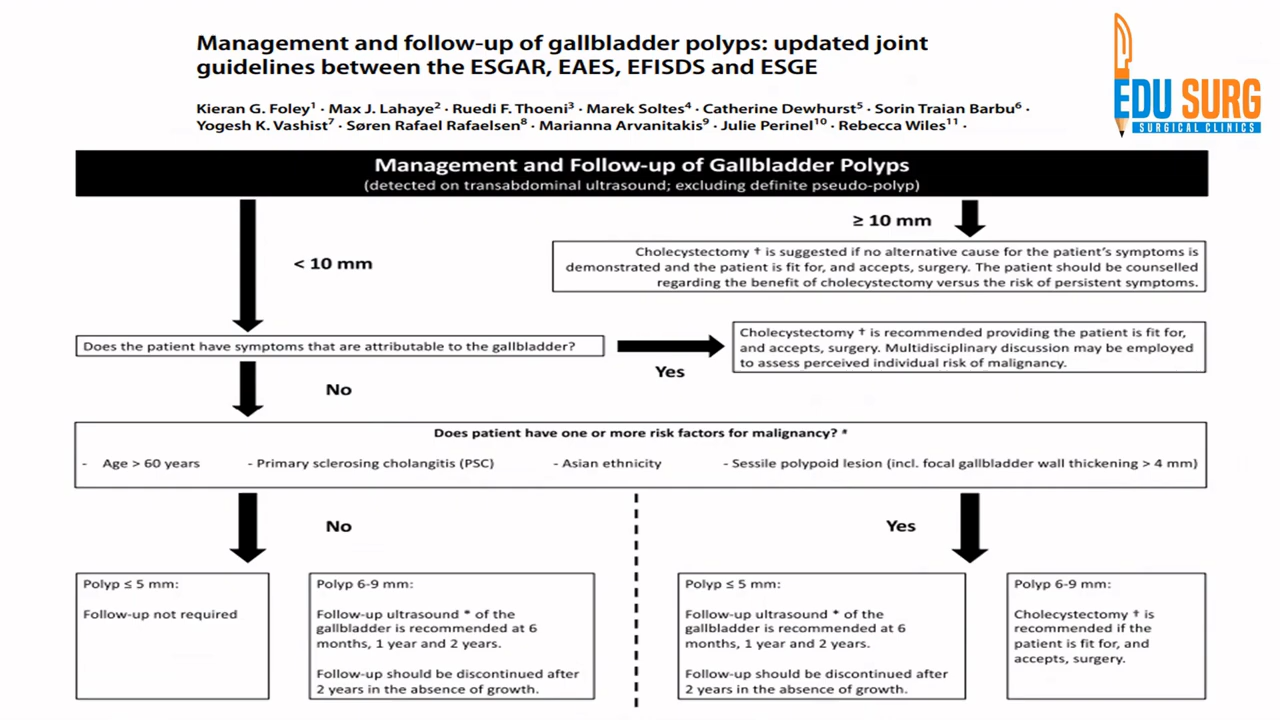 Management and follow-up of gallbladder polyps: updated joint
guidelines between the ESGAR, EAES, EFISDS and ESGE
Kieran G. Foley1 · Max J. Lahaye2 · Ruedi F. Thoeni3 · Marek Soltes4 · Catherine Dewhurst5 · Sorin Traian Barbu6 ·
Yogesh K. Vashist7 · Søren Rafael Rafaelsen8 · Marianna Arvanitakis9 · Julie Perinel10 · Rebecca Wiles11 ·
EDU SURG
SURGICAL CLINICS
Management and Follow-up of Gallbladder Polyps
(detected on transabdominal ultrasound; excluding definite pseudo-polyp)
≥ 10 mm
< 10 mm
Cholecystectomy † is suggested if no alternative cause for the patient's symptoms is
demonstrated and the patient is fit for, and accepts, surgery. The patient should be counselled
regarding the benefit of cholecystectomy versus the risk of persistent symptoms.
Does the patient have symptoms that are attributable to the gallbladder?
Yes
Cholecystectomy † is recommended providing the patient is fit for,
and accepts, surgery. Multidisciplinary discussion may be employed
to assess perceived individual risk of malignancy.
No
Does patient have one or more risk factors for malignancy? *
- Age > 60 years
- Primary sclerosing cholangitis (PSC)
- Asian ethnicity
- Sessile polypoid lesion (incl. focal gallbladder wall thickening > 4 mm)
No
Yes
Polyp ≤ 5 mm:
Follow-up not required
Polyp 6-9 mm:
Follow-up ultrasound * of the
gallbladder is recommended at 6
months, 1 year and 2 years.
Follow-up should be discontinued after
2 years in the absence of growth.
Polyp ≤ 5 mm:
Follow-up ultrasound * of the
gallbladder is recommended at 6
months, 1 year and 2 years.
Follow-up should be discontinued after
2 years in the absence of growth.
Polyp 6-9 mm:
Cholecystectomy † is
recommended if the
patient is fit for, and
accepts, surgery.